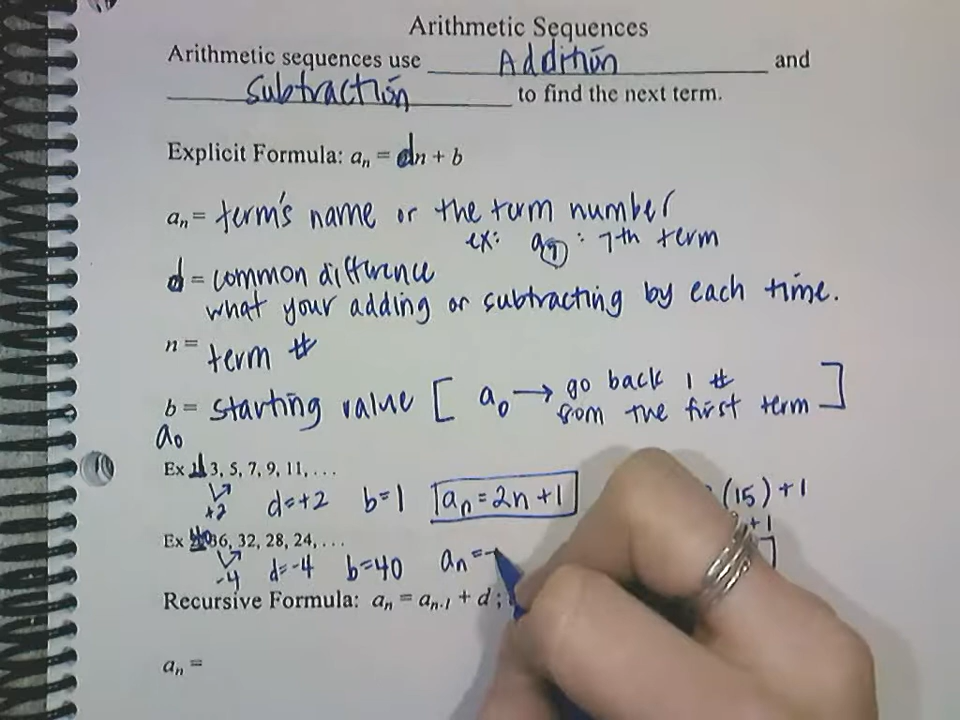 Arithmetic Sequences
Arithmetic sequences use Addition and
subtraction to find the next term.
Explicit Formula: aₙ = dn + b
aₙ = term's name or the term number
ex: a₇ : 7th term
d = common difference
what your adding or subtracting by each time.
n = term #
b = starting value [ a₀ → go back 1 # from the first term ]
a₀
Ex 3, 5, 7, 9, 11, . . .
+2 d=+2 b=1 aₙ = 2n +1 (15) +1
+1
Ex 40 36, 32, 28, 24, . . .
-4 d=-4 b=40 aₙ = -
Recursive Formula: aₙ = aₙ₋₁ + d ;
aₙ =